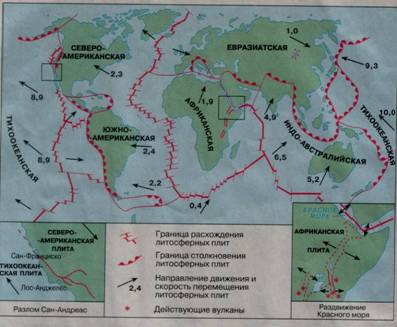 СЕВЕРО-
АМЕРИКАНСКАЯ
2,3
8,9
ТИХООКЕАНСКАЯ
8,9
ЮЖНО-
АМЕРИКАНСКАЯ
2,4
2,2
0,4
ЕВРАЗИАТСКАЯ
1,0
9,3
1,9
АФРИКАНСКАЯ
4,9
ИНДО-АВСТРАЛИЙСКАЯ
6,5
5,2
10,0
ТИХООКЕАНСКАЯ
СЕВЕРО-
АМЕРИКАНСКАЯ
ПЛИТА
Сан-Франциско
ТИХООКЕАН-
СКАЯ ПЛИТА
Лос-Анджелес
Разлом Сан-Андреас
Граница расхождения
литосферных плит
Граница столкновения
литосферных плит
2,4
Направление движения и
скорость перемещения
литосферных плит
Действующие вулканы
КРАСНОЕ
МОРЕ
АФРИКАНСКАЯ
ПЛИТА
Раздвижение
Красного моря